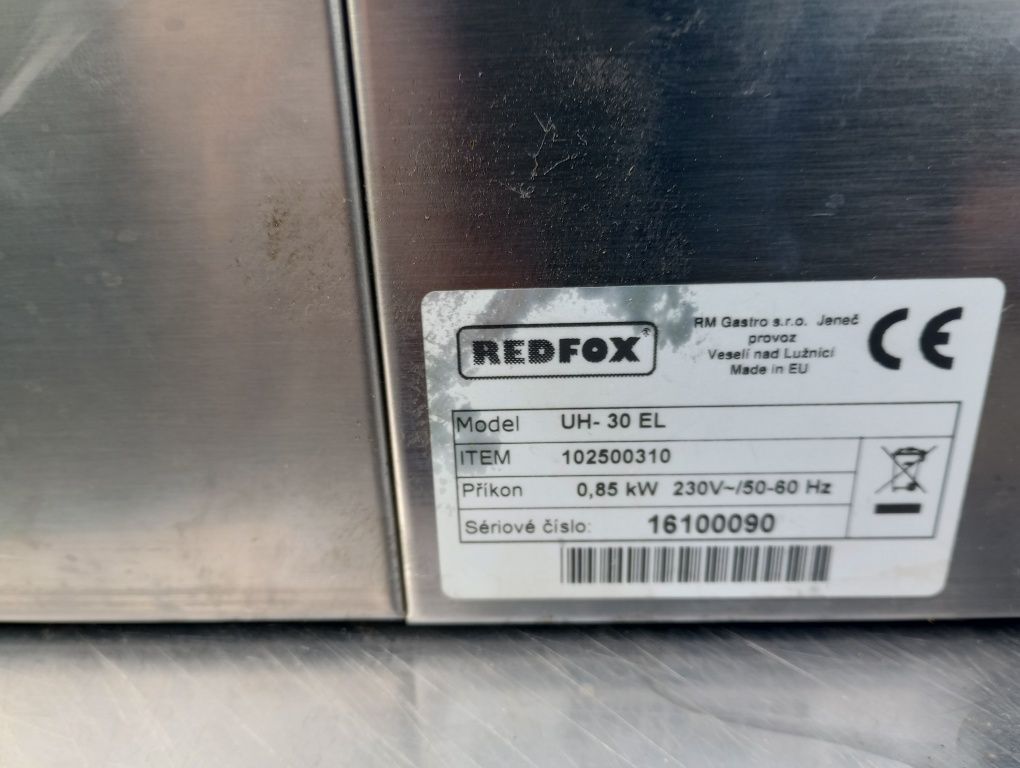 REDFOX®
RM Gastro s.r.o. Jeneč
provoz
Veselí nad Lužnicí
Made in EU
CE
Model UH- 30 EL
ITEM 102500310
Příkon 0,85 kW 230V~/50-60 Hz
Sériové číslo: 16100090